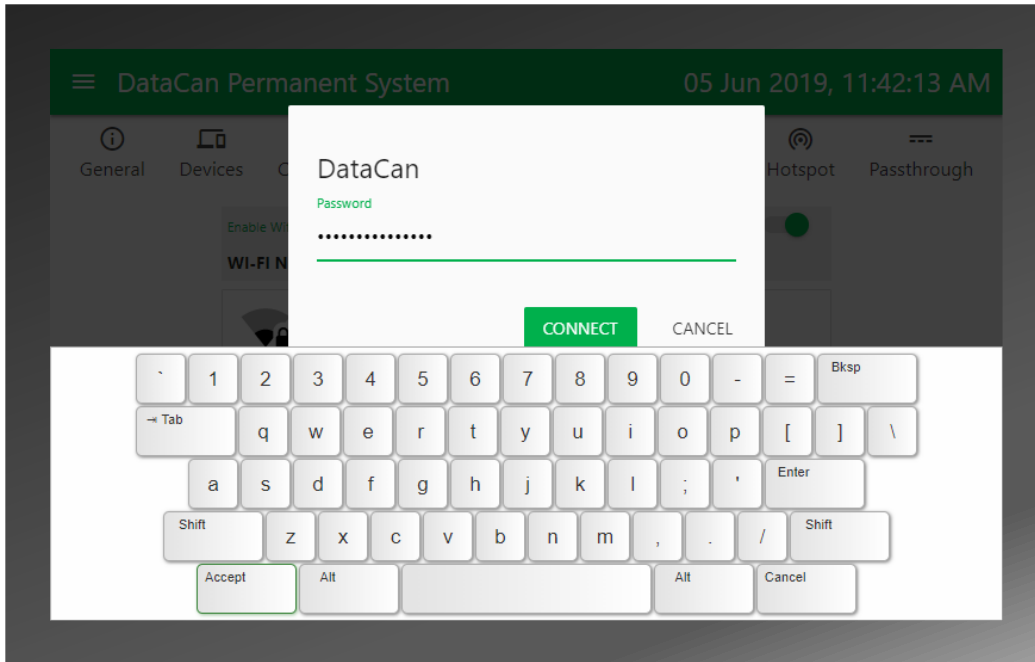 DataCan Permanent System 05 Jun 2019, 11:42:13 AM
General Devices C Hotspot Passthrough
DataCan
Password
•••••••••••••••
Enable WI
WI-FI N
CONNECT CANCEL
` 1 2 3 4 5 6 7 8 9 0 - = Bksp
⇥ Tab q w e r t y u i o p [ ] \
a s d f g h j k l ; ' Enter
Shift z x c v b n m , . / Shift
Accept Alt Alt Cancel